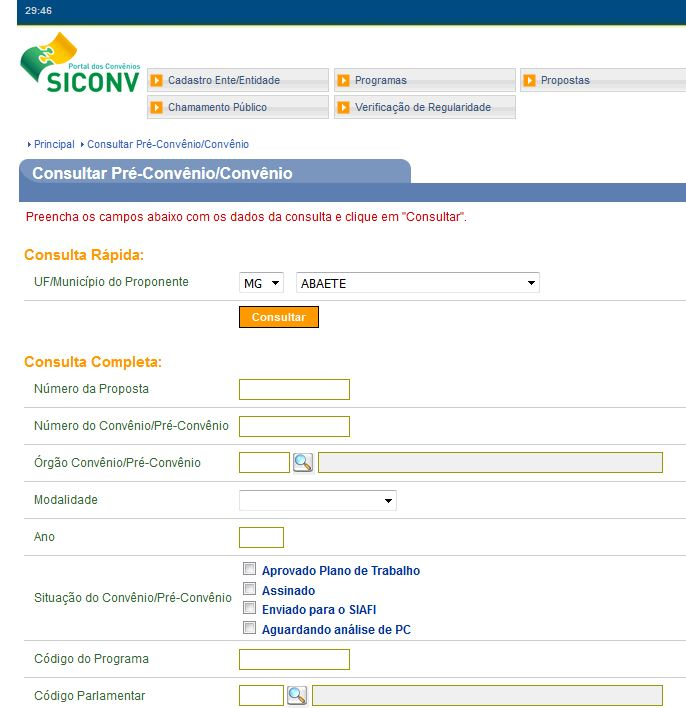 29:46
Portal dos Convênios
SICONV
Cadastro Ente/Entidade
Programas
Propostas
Chamamento Público
Verificação de Regularidade
Principal Consultar Pré-Convênio/Convênio
Consultar Pré-Convênio/Convênio
Preencha os campos abaixo com os dados da consulta e clique em "Consultar".
Consulta Rápida:
UF/Município do Proponente MG ABAETE
Consultar
Consulta Completa:
Número da Proposta
Número do Convênio/Pré-Convênio
Órgão Convênio/Pré-Convênio
Modalidade
Ano
Situação do Convênio/Pré-Convênio
Aprovado Plano de Trabalho
Assinado
Enviado para o SIAFI
Aguardando análise de PC
Código do Programa
Código Parlamentar